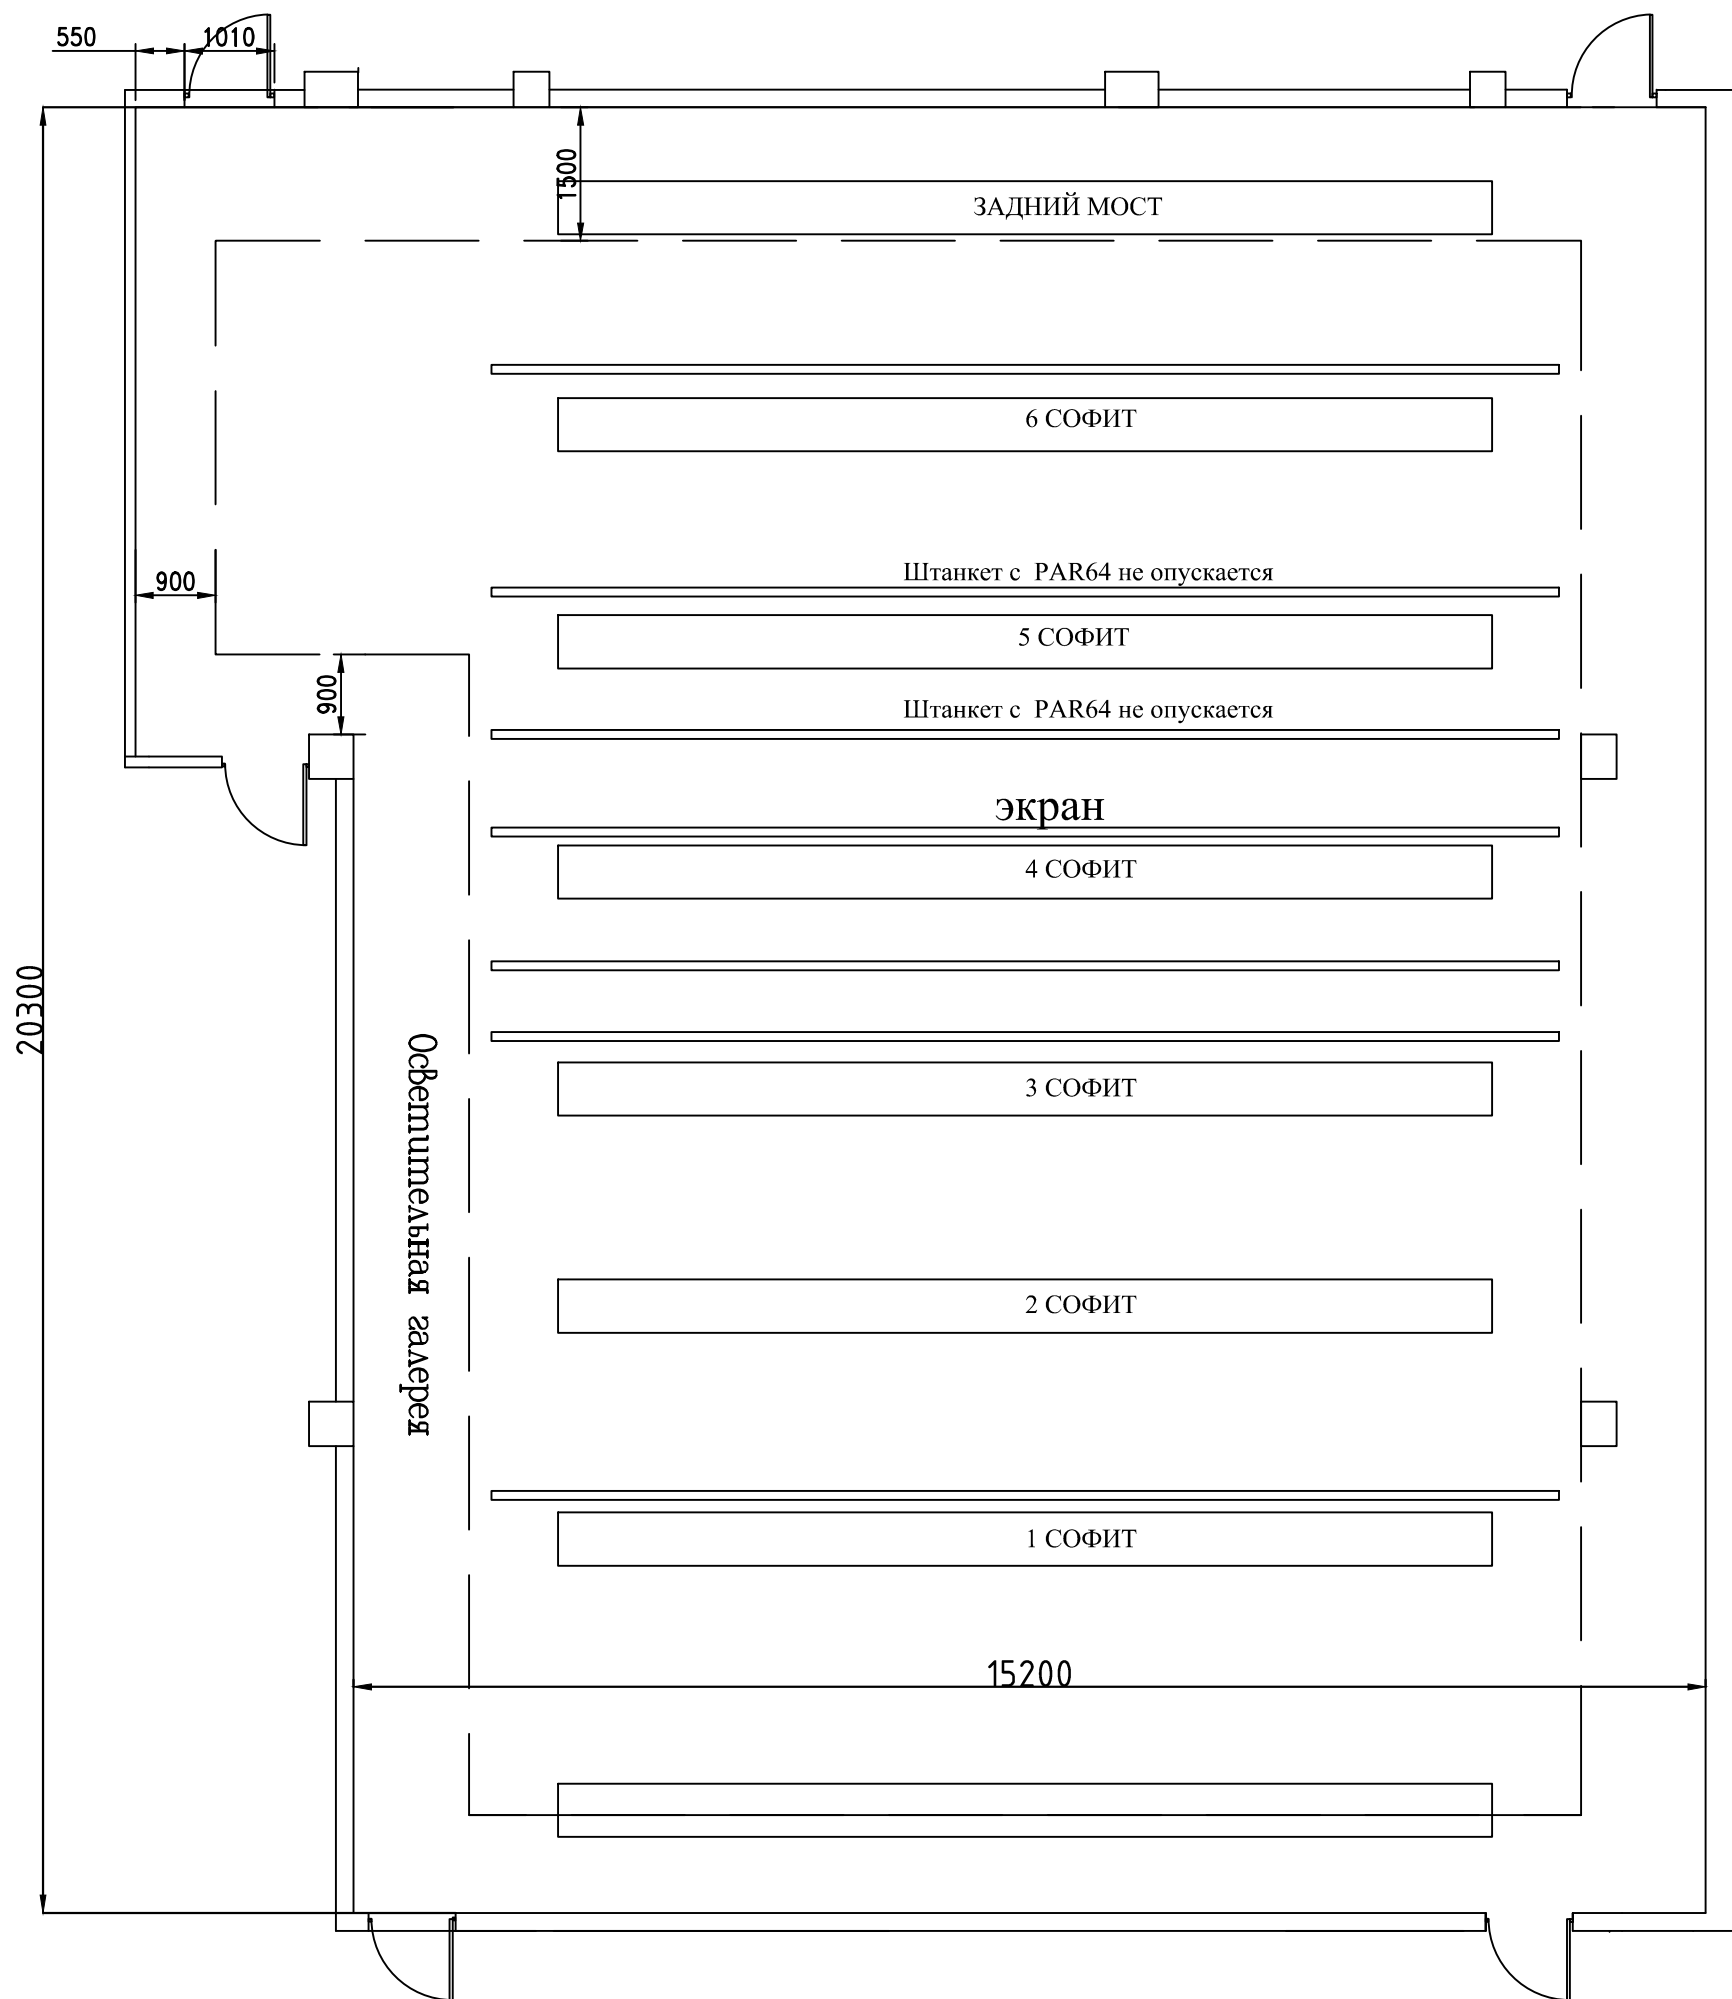 550
1010
1500
ЗАДНИЙ МОСТ
6 СОФИТ
Штанкет с PAR64 не опускается
900
5 СОФИТ
900
Штанкет с PAR64 не опускается
экран
4 СОФИТ
20300
Осветительная галерея
3 СОФИТ
2 СОФИТ
1 СОФИТ
15200